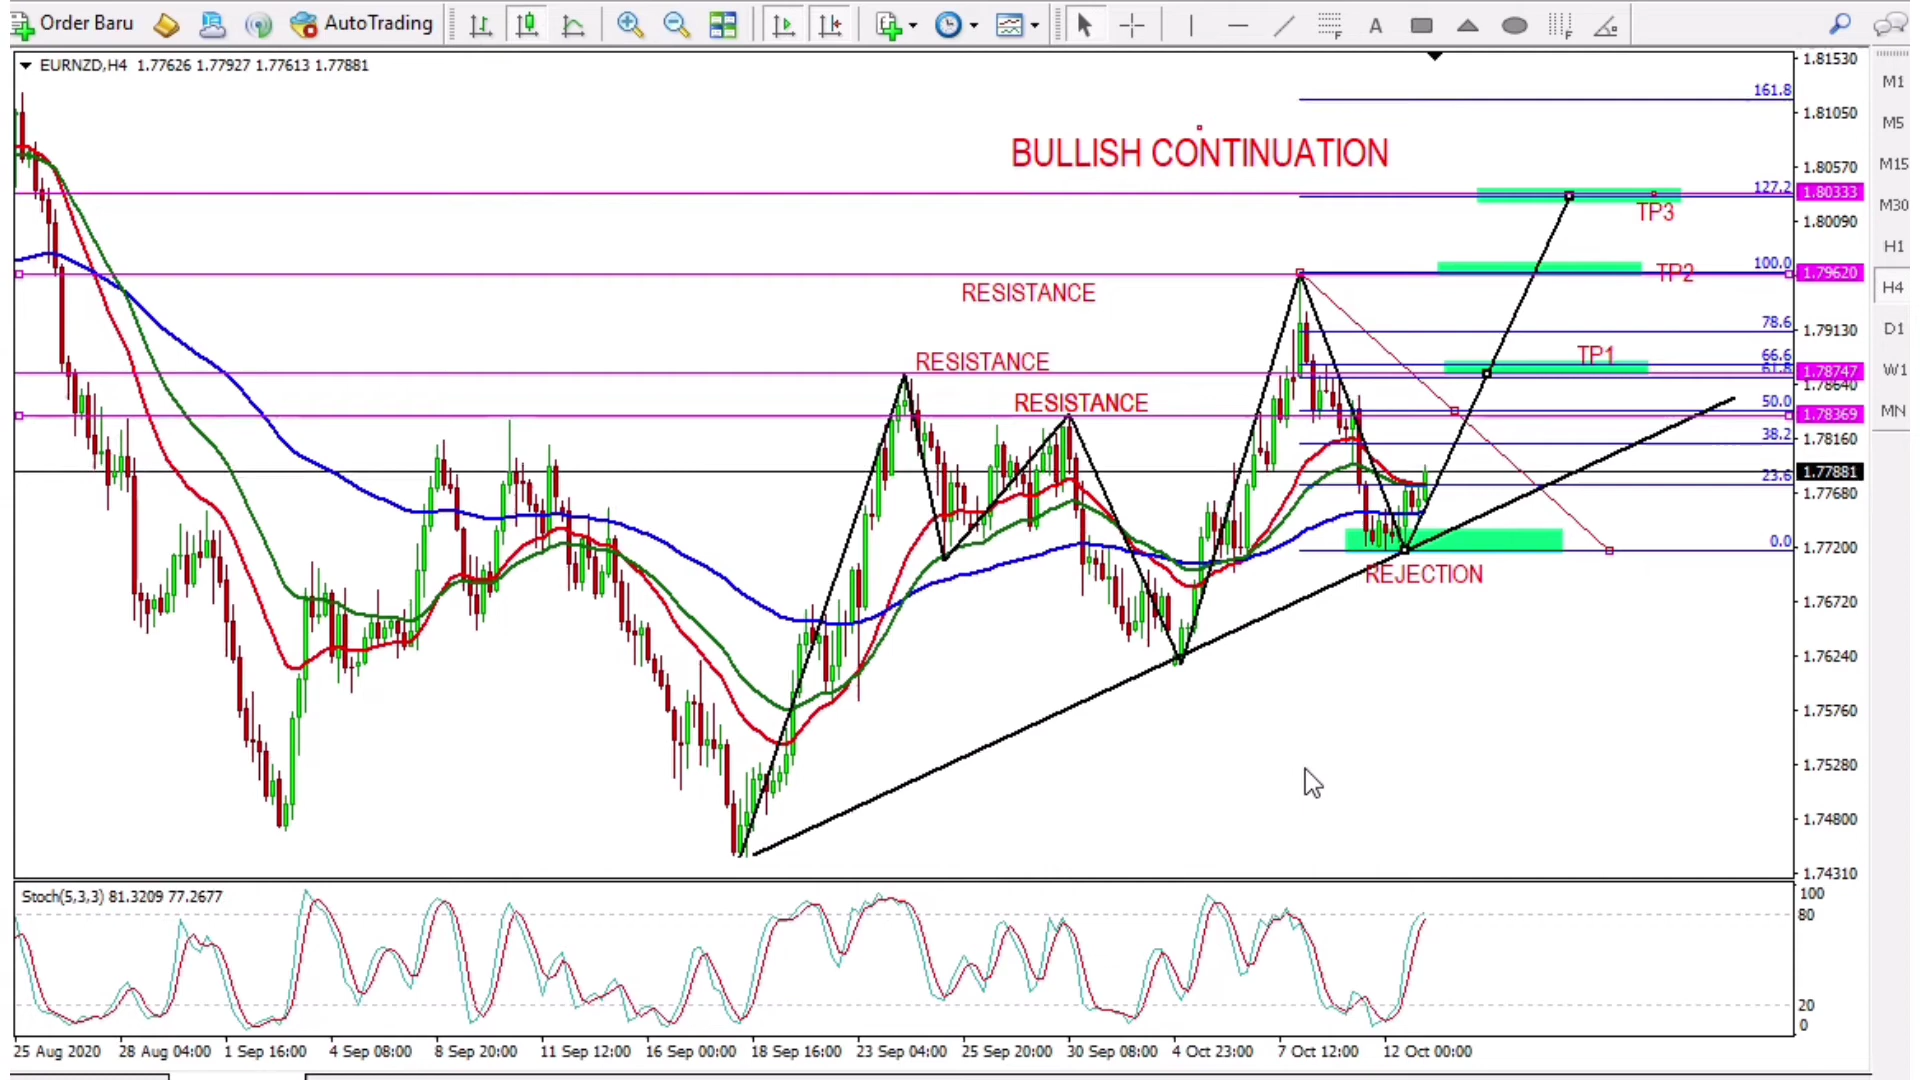 Order Baru
AutoTrading
A
F
F
EURNZD,H4 1.77626 1.77927 1.77613 1.77881
BULLISH CONTINUATION
RESISTANCE
RESISTANCE
RESISTANCE
REJECTION
TP3
TP2
TP1
161.8
127.2
100.0
78.6
66.6
61.8
50.0
38.2
23.6
0.0
1.81530
1.81050
1.80570
1.80333
1.80090
1.79620
1.79130
1.78747
1.78640
1.78369
1.78160
1.77881
1.77680
1.77200
1.76720
1.76240
1.75760
1.75280
1.74800
1.74310
M1
M5
M15
M30
H1
H4
D1
W1
MN
Stoch(5,3,3) 81.3209 77.2677
100
80
20
0
25 Aug 2020 28 Aug 04:00 1 Sep 16:00 4 Sep 08:00 8 Sep 20:00 11 Sep 12:00 16 Sep 00:00 18 Sep 16:00 23 Sep 04:00 25 Sep 20:00 30 Sep 08:00 4 Oct 23:00 7 Oct 12:00 12 Oct 00:00